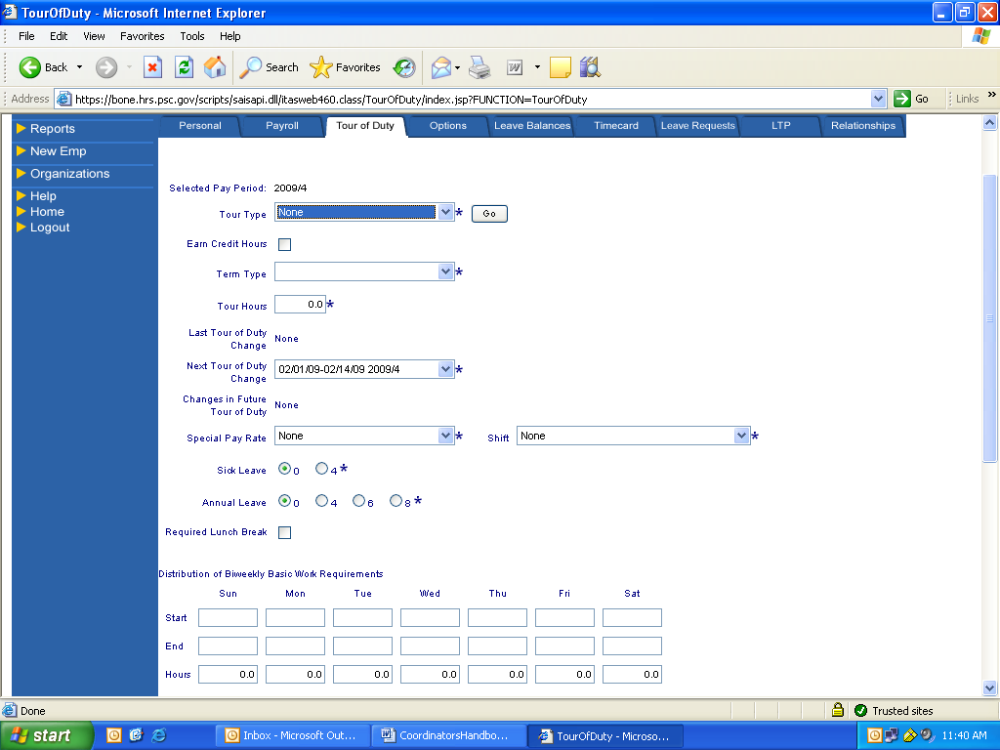 TourOfDuty - Microsoft Internet Explorer
File Edit View Favorites Tools Help
Back Search Favorites
Address https://bone.hrs.psc.gov/scripts/saisapi.dll/itasweb460.class/TourOfDuty/index.jsp?FUNCTION=TourOfDuty Go Links »
Reports
New Emp
Organizations
Help
Home
Logout
Personal Payroll Tour of Duty Options Leave Balances Timecard Leave Requests LTP Relationships
Selected Pay Period: 2009/4
Tour Type None * Go
Earn Credit Hours
Term Type *
Tour Hours 0.0 *
Last Tour of Duty Change None
Next Tour of Duty Change 02/01/09-02/14/09 2009/4 *
Changes in Future Tour of Duty None
Special Pay Rate None * Shift None *
Sick Leave 0 4 *
Annual Leave 0 4 6 8 *
Required Lunch Break
Distribution of Biweekly Basic Work Requirements
Sun Mon Tue Wed Thu Fri Sat
Start
End
Hours 0.0 0.0 0.0 0.0 0.0 0.0 0.0
Done Trusted sites
start Inbox - Microsoft Out... CoordinatorsHandbo... TourOfDuty - Microso... 11:40 AM